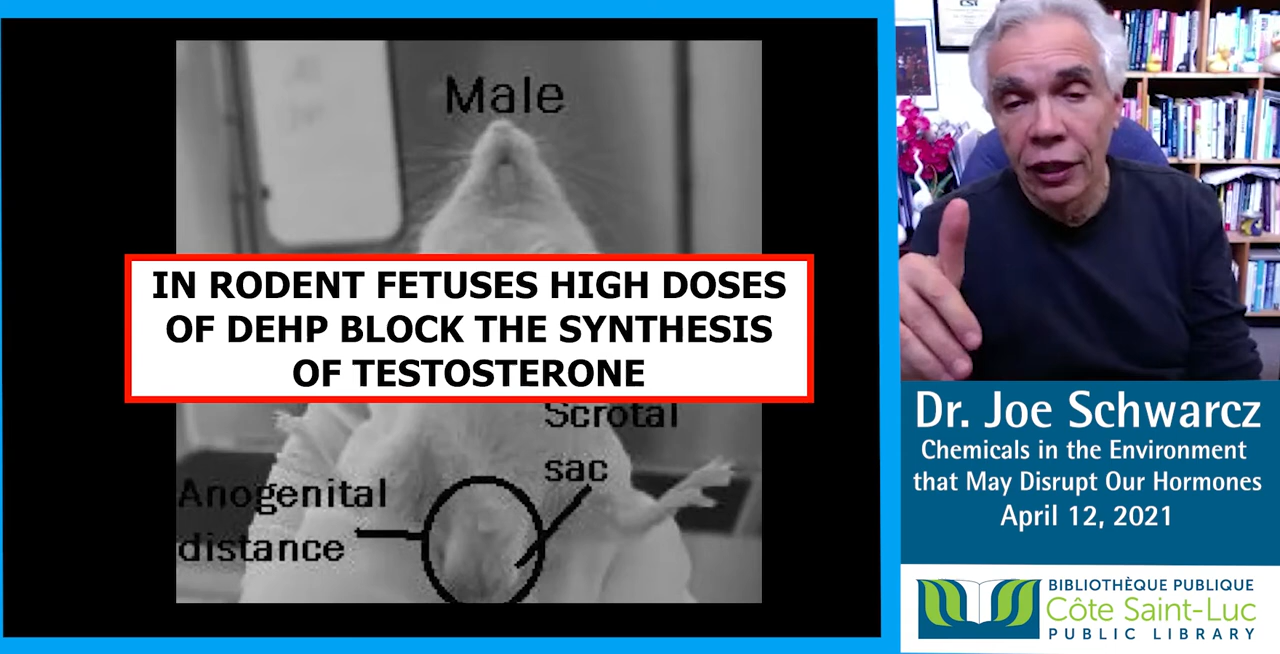 Male
IN RODENT FETUSES HIGH DOSES
OF DEHP BLOCK THE SYNTHESIS
OF TESTOSTERONE
Scrotal
sac
Anogenital
distance
Dr. Joe Schwarcz
Chemicals in the Environment
that May Disrupt Our Hormones
April 12, 2021
BIBLIOTHÈQUE PUBLIQUE
Côte Saint-Luc
PUBLIC LIBRARY